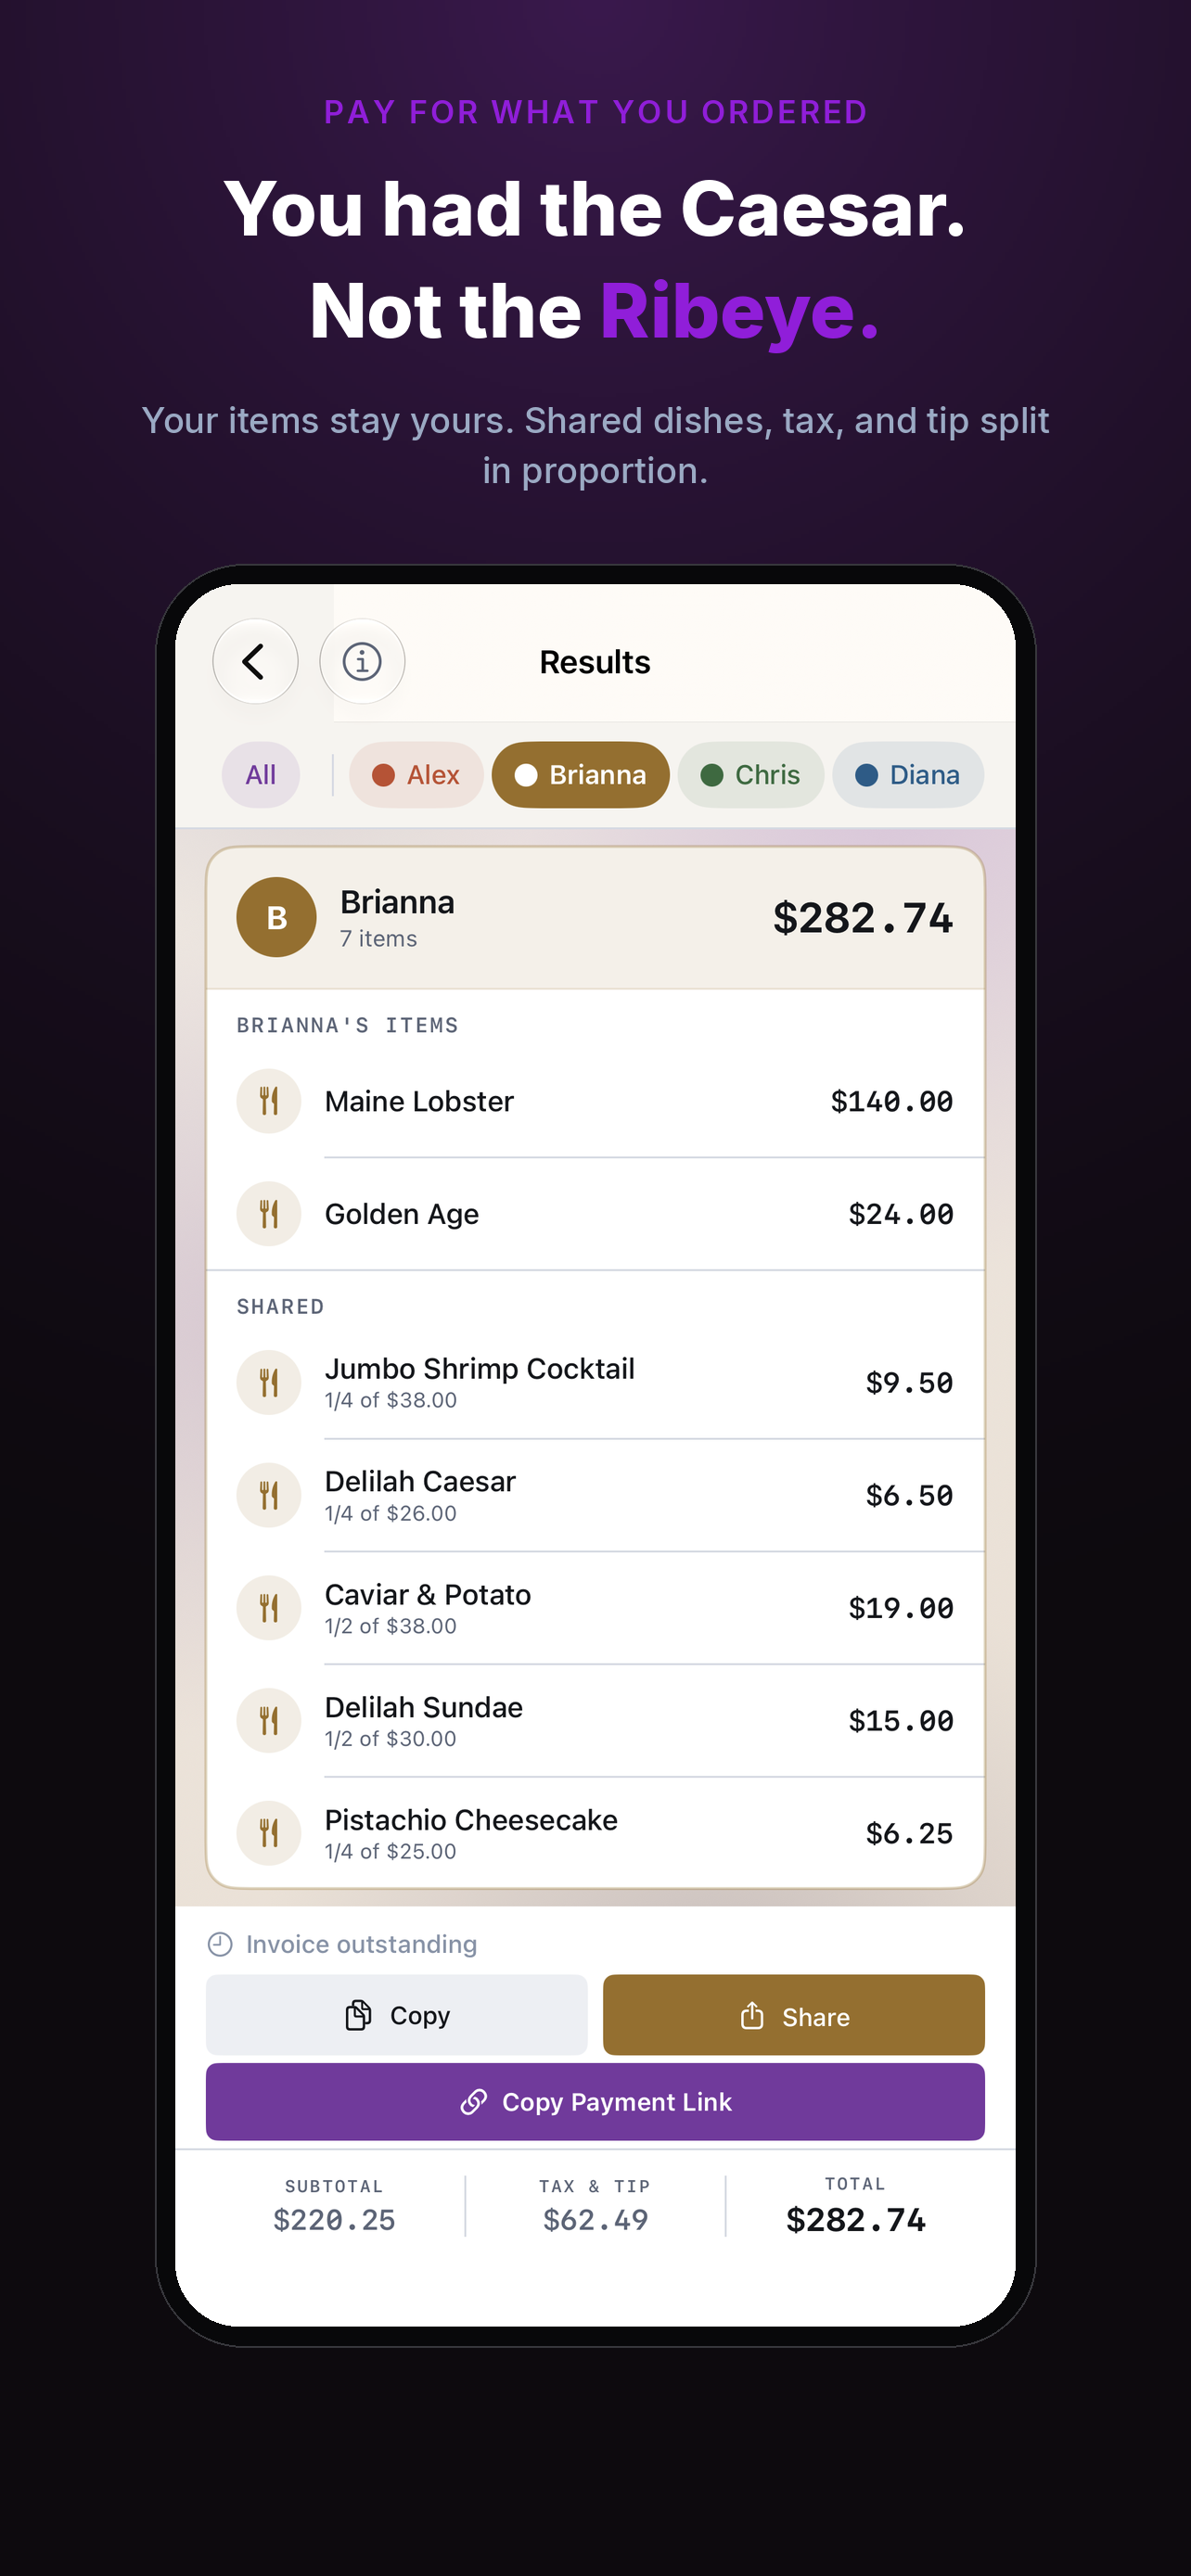 PAY FOR WHAT YOU ORDERED
You had the Caesar.
Not the Ribeye.
Your items stay yours. Shared dishes, tax, and tip split
in proportion.
Results
All
Alex
Brianna
Chris
Diana
B
Brianna
$282.74
7 items
BRIANNA'S ITEMS
Maine Lobster
$140.00
Golden Age
$24.00
SHARED
Jumbo Shrimp Cocktail
1/4 of $38.00
$9.50
Delilah Caesar
1/4 of $26.00
$6.50
Caviar & Potato
1/2 of $38.00
$19.00
Delilah Sundae
1/2 of $30.00
$15.00
Pistachio Cheesecake
1/4 of $25.00
$6.25
Invoice outstanding
Copy
Share
Copy Payment Link
SUBTOTAL
$220.25
TAX & TIP
$62.49
TOTAL
$282.74